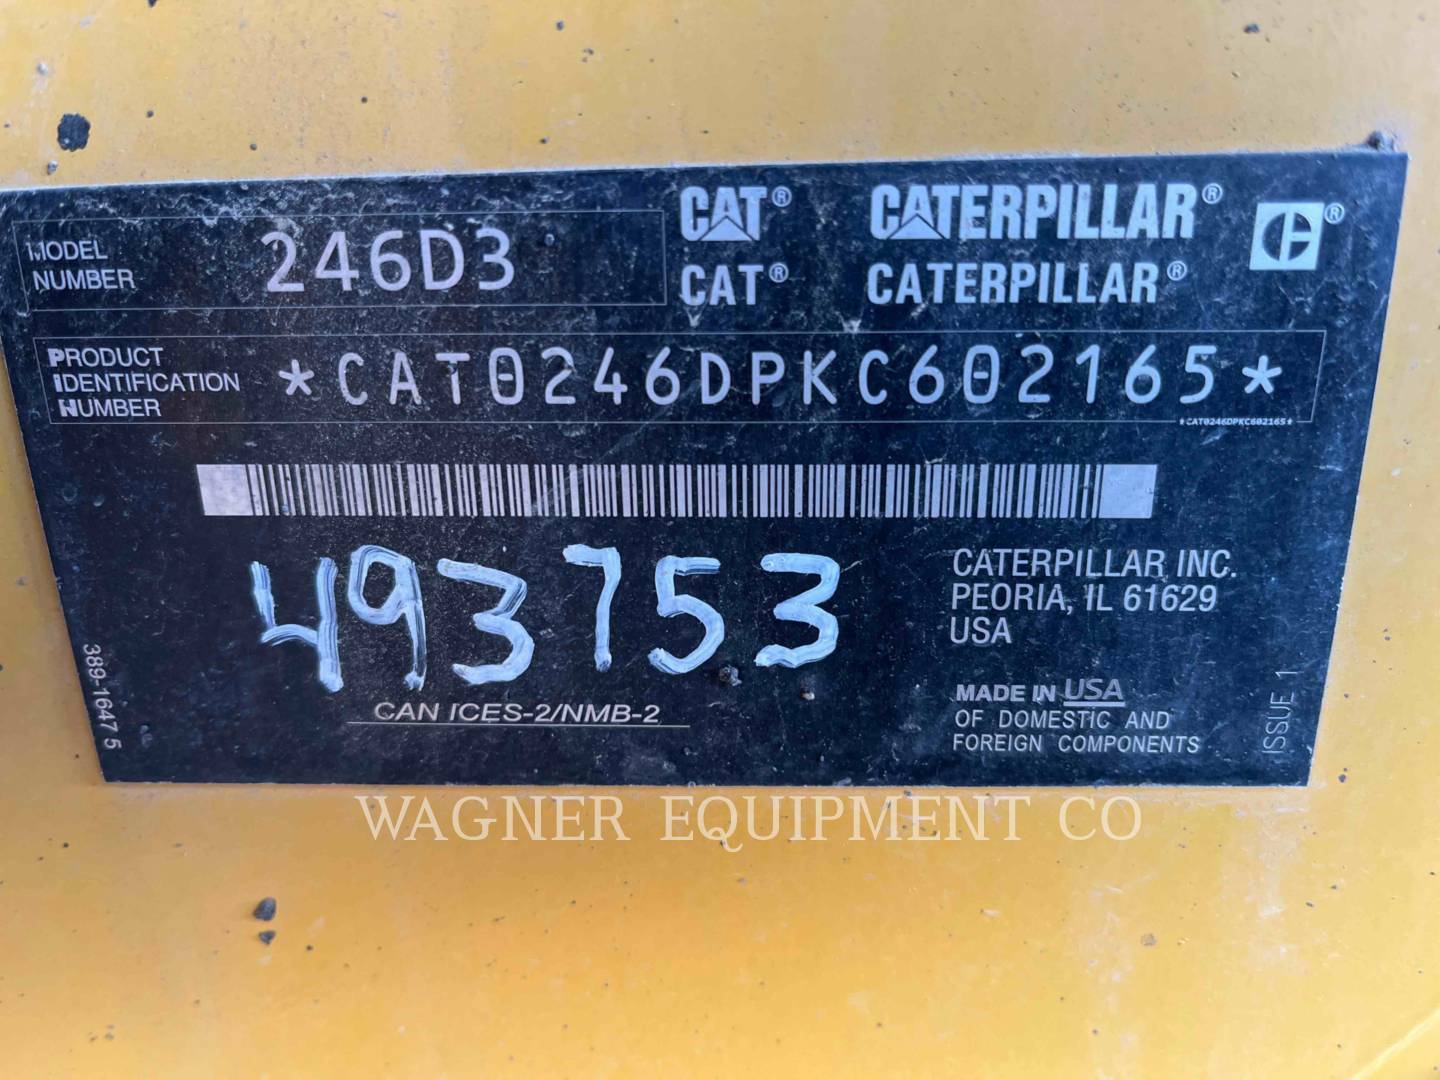 MODEL
NUMBER
246D3
CAT® CATERPILLAR®
CAT® CATERPILLAR®
PRODUCT
IDENTIFICATION
NUMBER
*CAT0246DPKC602165*
*CAT0246DPKC602165*
493753
CATERPILLAR INC.
PEORIA, IL 61629
USA
CAN ICES-2/NMB-2
MADE IN USA
OF DOMESTIC AND
FOREIGN COMPONENTS
389-1647 5
ISSUE 1
WAGNER EQUIPMENT CO